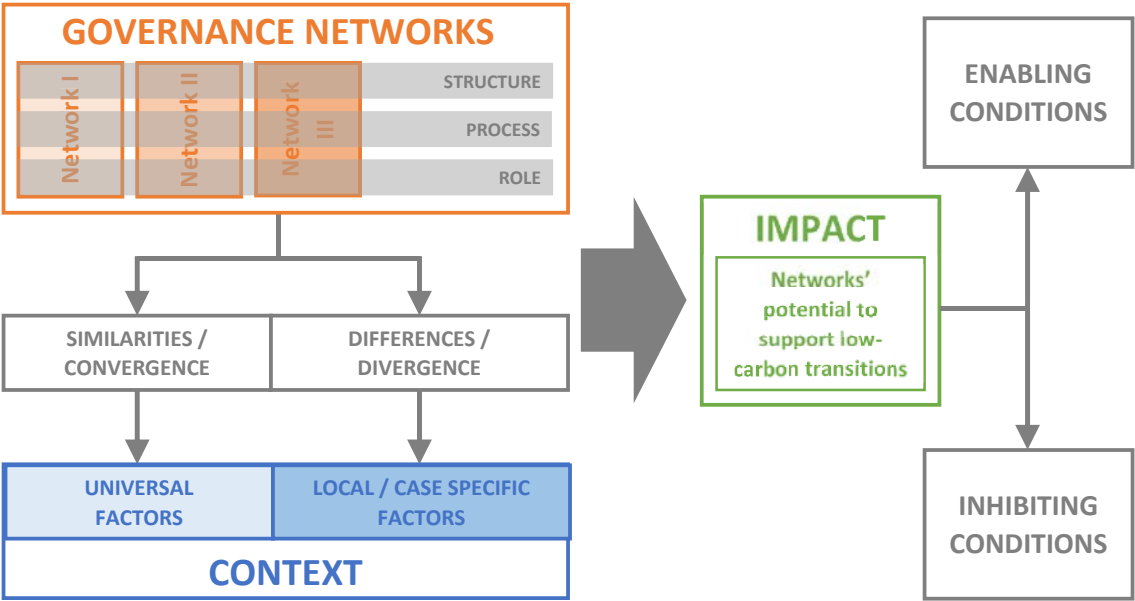 GOVERNANCE NETWORKS
Network I
Network II
Network
III
STRUCTURE
PROCESS
ROLE
SIMILARITIES /
CONVERGENCE
DIFFERENCES /
DIVERGENCE
UNIVERSAL
FACTORS
LOCAL / CASE SPECIFIC
FACTORS
CONTEXT
IMPACT
Networks'
potential to
support low-
carbon transitions
ENABLING
CONDITIONS
INHIBITING
CONDITIONS